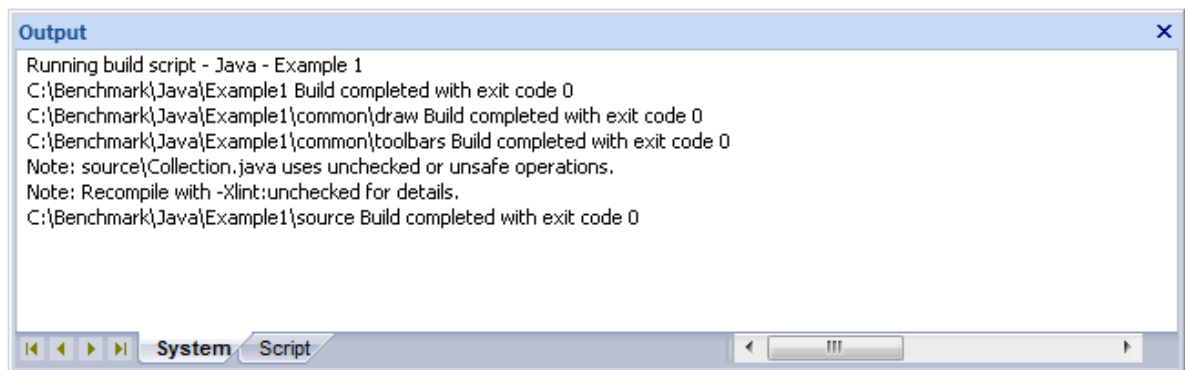 Output
Running build script - Java - Example 1
C:\Benchmark\Java\Example1 Build completed with exit code 0
C:\Benchmark\Java\Example1\common\draw Build completed with exit code 0
C:\Benchmark\Java\Example1\common\toolbars Build completed with exit code 0
Note: source\Collection.java uses unchecked or unsafe operations.
Note: Recompile with -Xlint:unchecked for details.
C:\Benchmark\Java\Example1\source Build completed with exit code 0
System Script